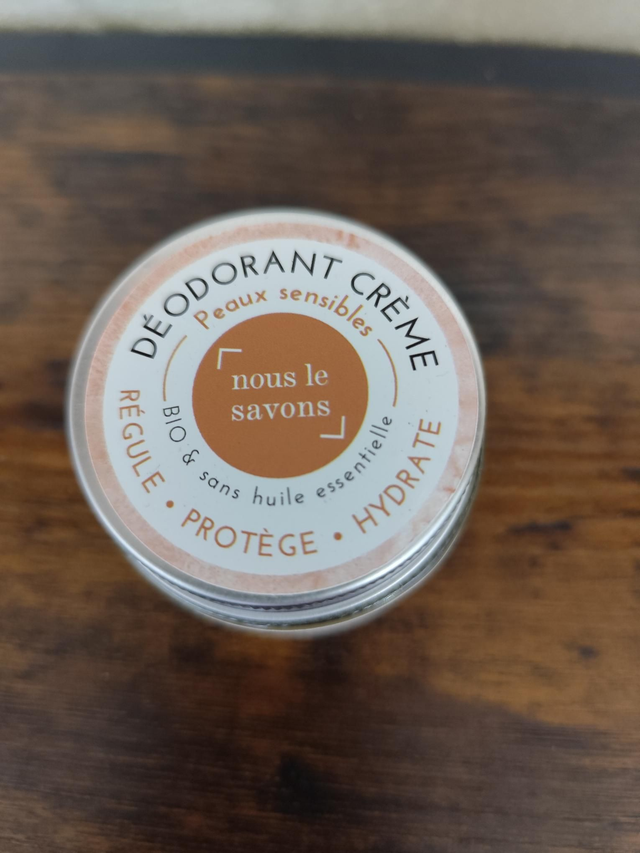 DÉODORANT CRÈME
Peaux sensibles
nous le
savons
BIO & sans huile essentielle
RÉGULE • PROTÈGE • HYDRATE